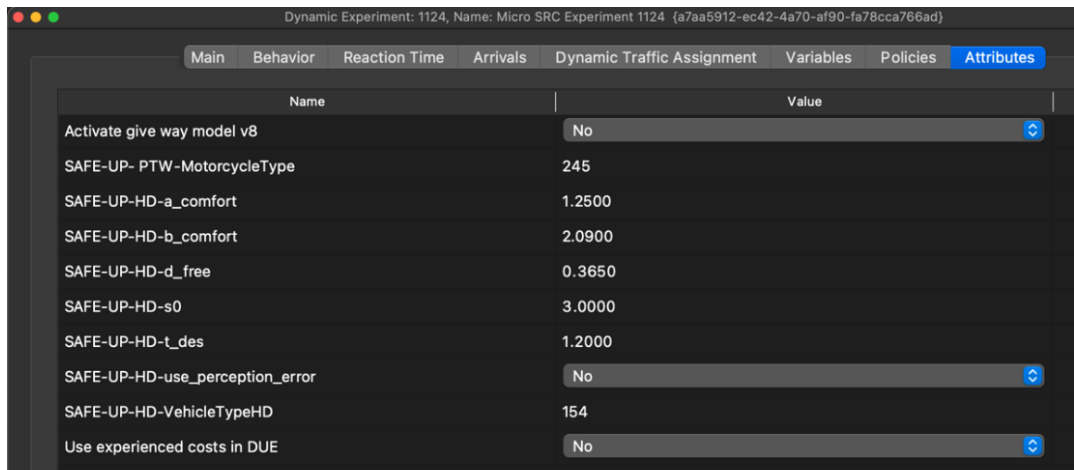 Dynamic Experiment: 1124, Name: Micro SRC Experiment 1124 {a7aa5912-ec42-4a70-af90-fa78cca766ad}
Main Behavior Reaction Time Arrivals Dynamic Traffic Assignment Variables Policies Attributes
Name Value
Activate give way model v8 No
SAFE-UP- PTW-MotorcycleType 245
SAFE-UP-HD-a_comfort 1.2500
SAFE-UP-HD-b_comfort 2.0900
SAFE-UP-HD-d_free 0.3650
SAFE-UP-HD-s0 3.0000
SAFE-UP-HD-t_des 1.2000
SAFE-UP-HD-use_perception_error No
SAFE-UP-HD-VehicleTypeHD 154
Use experienced costs in DUE No